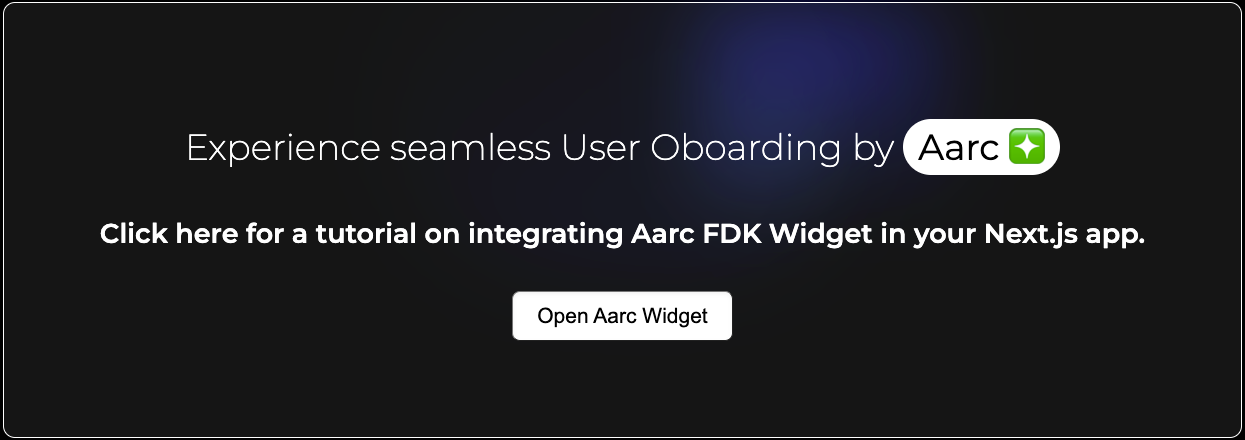 Experience seamless User Oboarding by Aarc ❇️
Click here for a tutorial on integrating Aarc FDK Widget in your Next.js app.
Open Aarc Widget